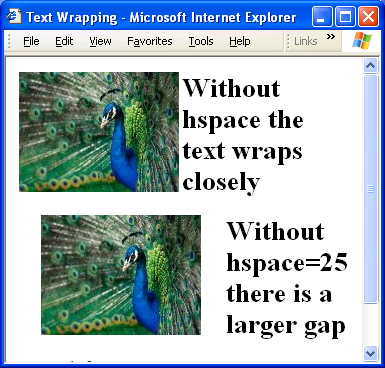 Text Wrapping - Microsoft Internet Explorer
File Edit View Favorites Tools Help Links »
Without
hspace the
text wraps
closely
Without
hspace=25
there is a
larger gap